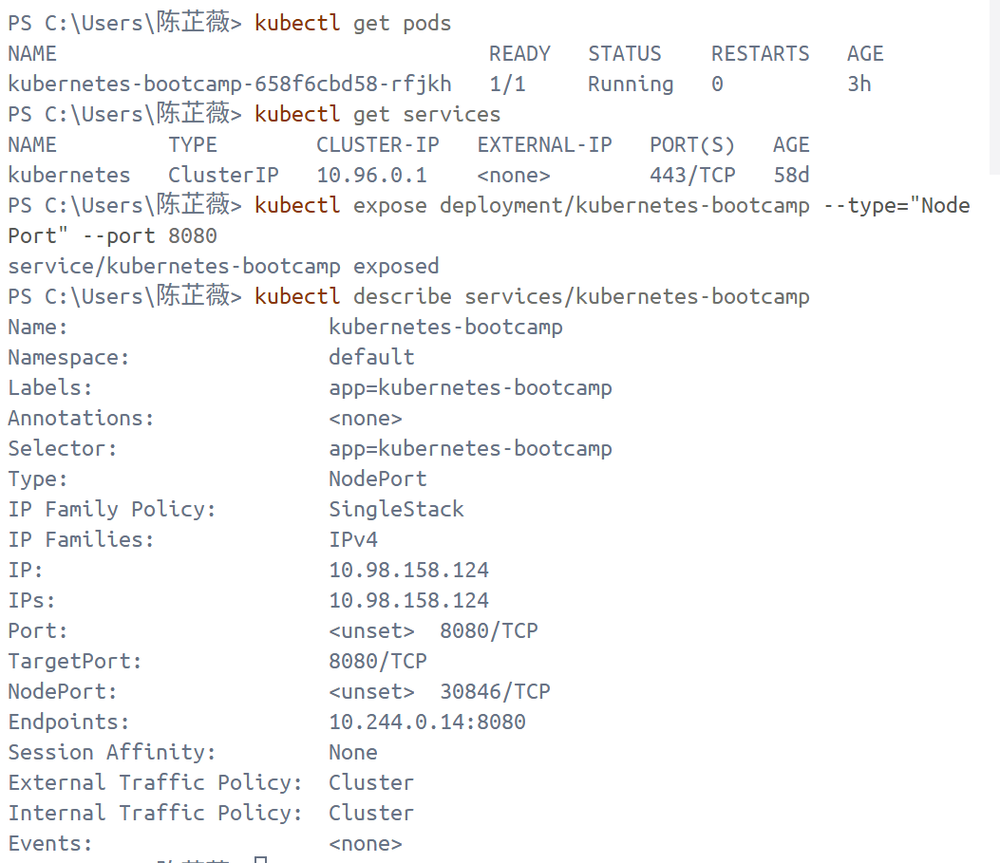 PS C:\Users\陈芷薇> kubectl get pods
NAME READY STATUS RESTARTS AGE
kubernetes-bootcamp-658f6cbd58-rfjkh 1/1 Running 0 3h
PS C:\Users\陈芷薇> kubectl get services
NAME TYPE CLUSTER-IP EXTERNAL-IP PORT(S) AGE
kubernetes ClusterIP 10.96.0.1 <none> 443/TCP 58d
PS C:\Users\陈芷薇> kubectl expose deployment/kubernetes-bootcamp --type="Node
Port" --port 8080
service/kubernetes-bootcamp exposed
PS C:\Users\陈芷薇> kubectl describe services/kubernetes-bootcamp
Name: kubernetes-bootcamp
Namespace: default
Labels: app=kubernetes-bootcamp
Annotations: <none>
Selector: app=kubernetes-bootcamp
Type: NodePort
IP Family Policy: SingleStack
IP Families: IPv4
IP: 10.98.158.124
IPs: 10.98.158.124
Port: <unset> 8080/TCP
TargetPort: 8080/TCP
NodePort: <unset> 30846/TCP
Endpoints: 10.244.0.14:8080
Session Affinity: None
External Traffic Policy: Cluster
Internal Traffic Policy: Cluster
Events: <none>